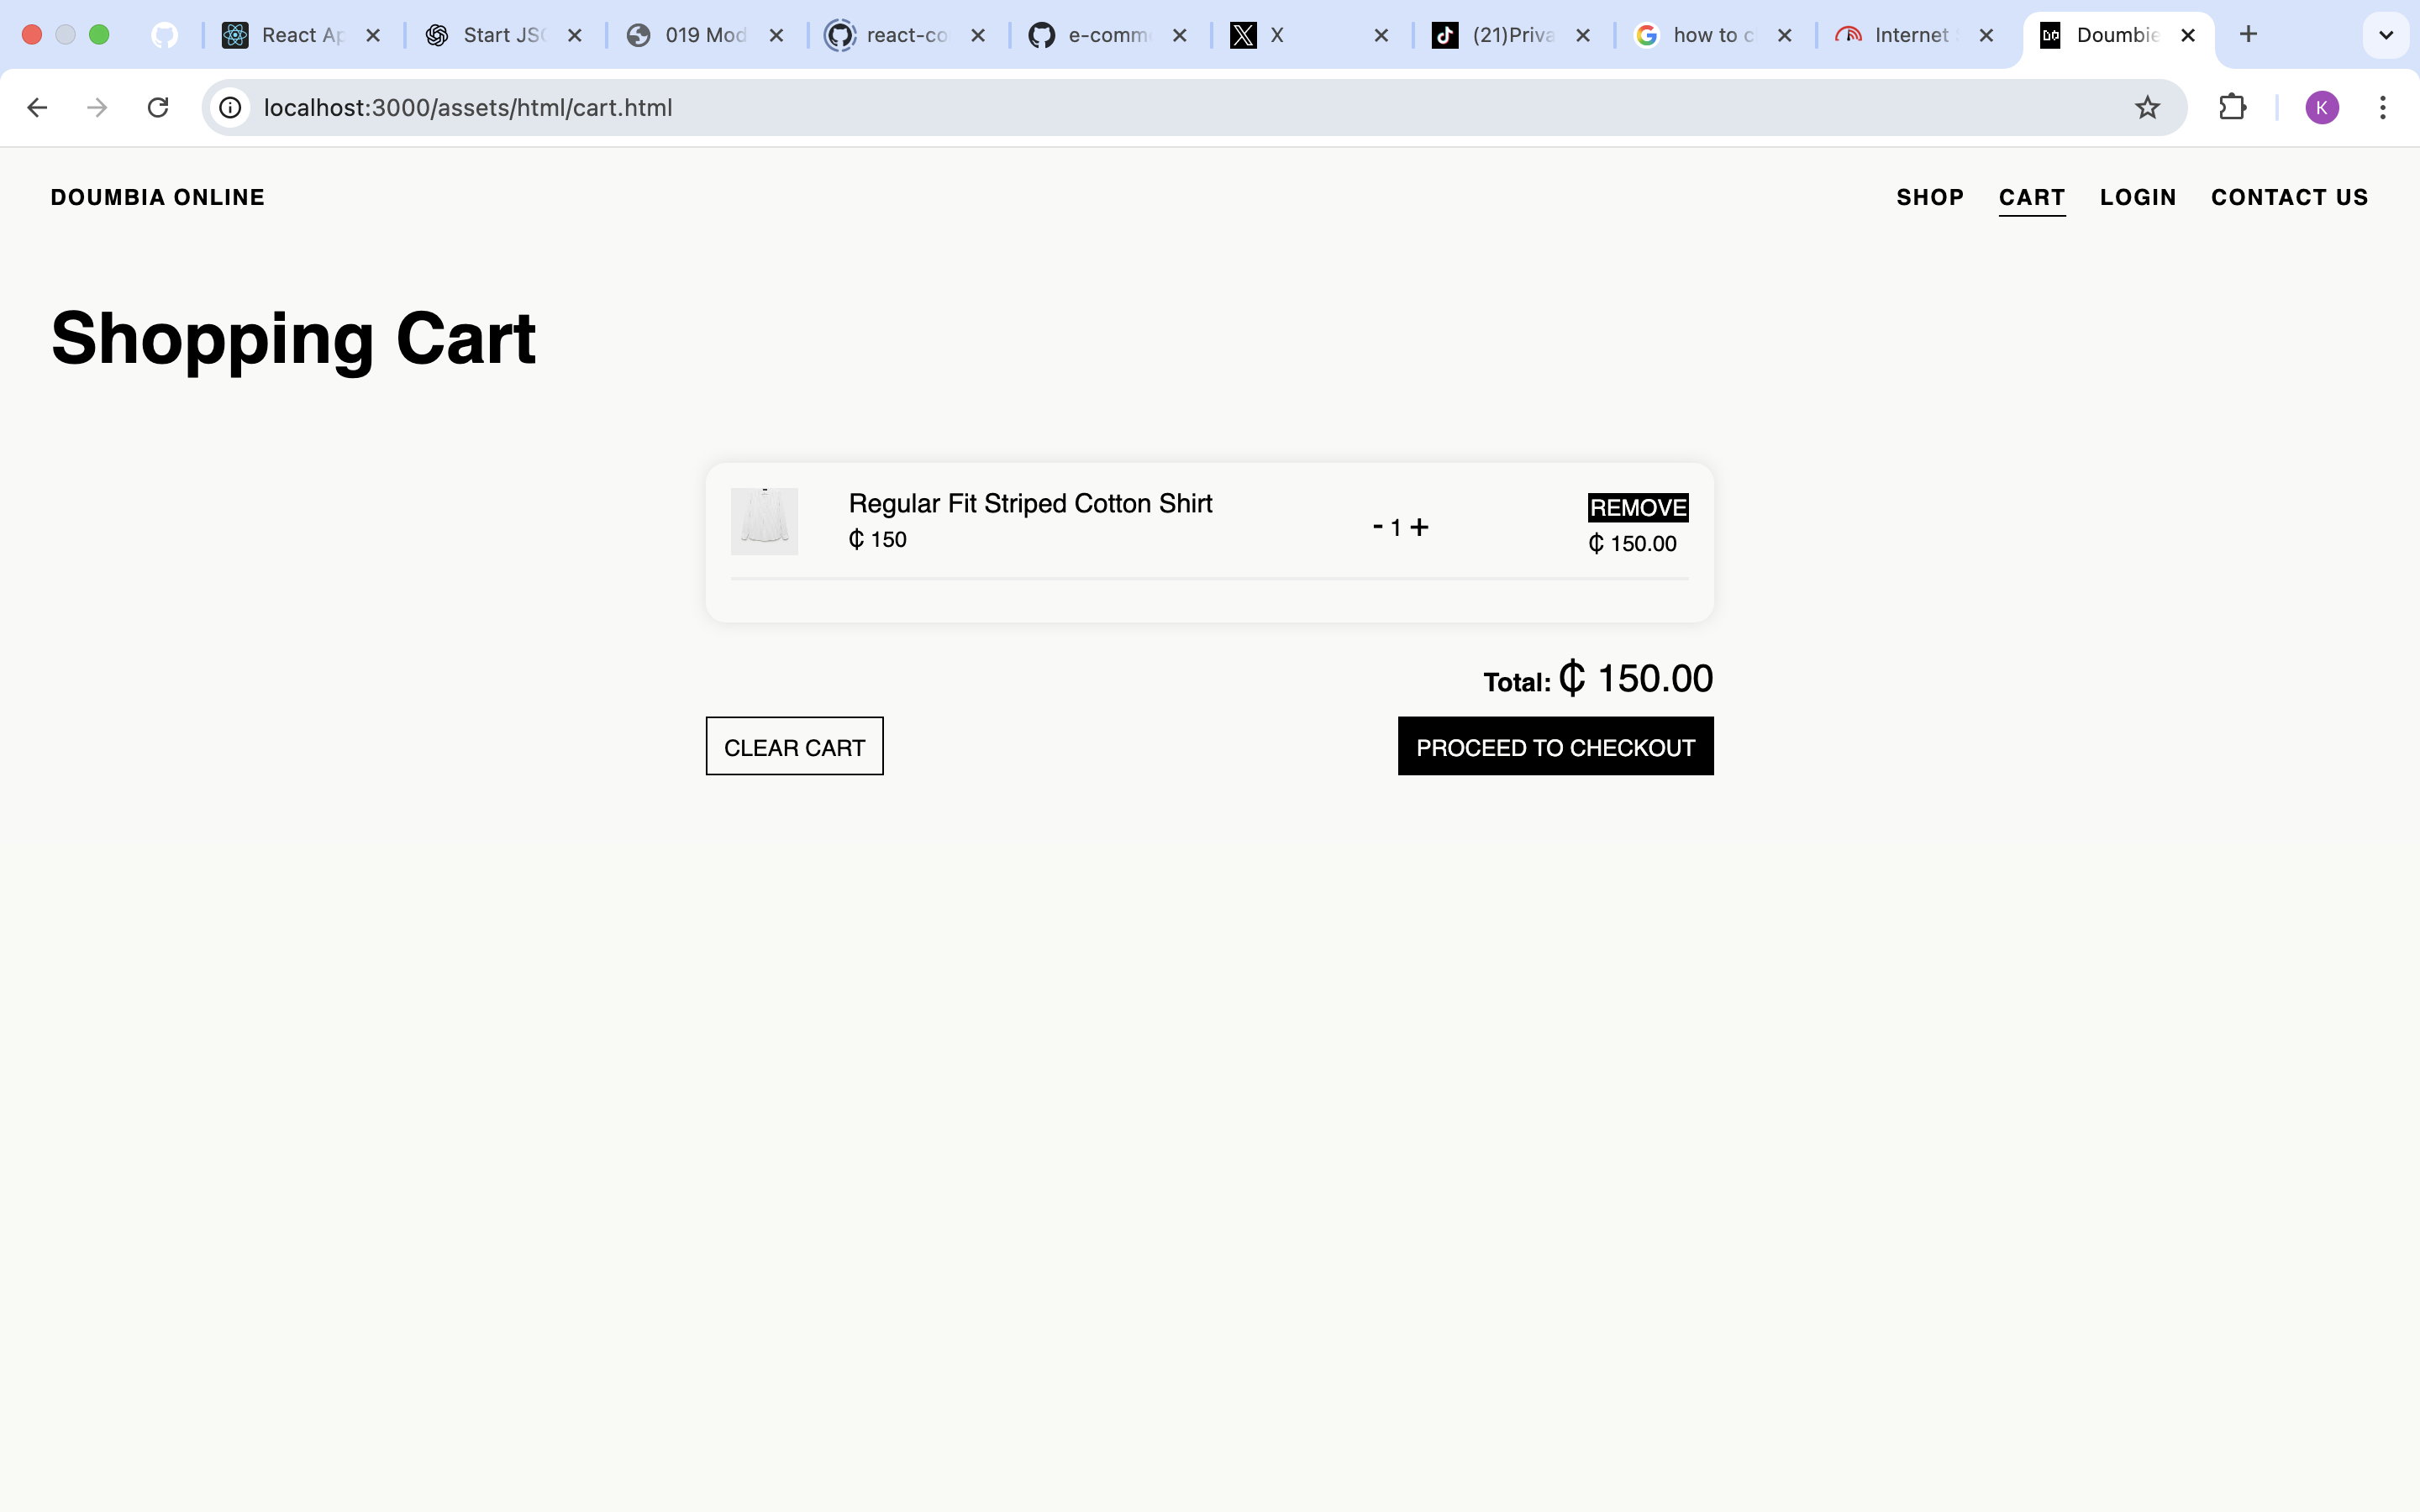 React Ap
Start JSC
019 Mod
react-co
e-comm
X
(21)Priva
how to c
Internet
Doumbie
localhost:3000/assets/html/cart.html
K
DOUMBIA ONLINE
SHOP CART LOGIN CONTACT US
Shopping Cart
Regular Fit Striped Cotton Shirt
₵ 150
- 1 +
REMOVE
₵ 150.00
Total: ₵ 150.00
CLEAR CART
PROCEED TO CHECKOUT